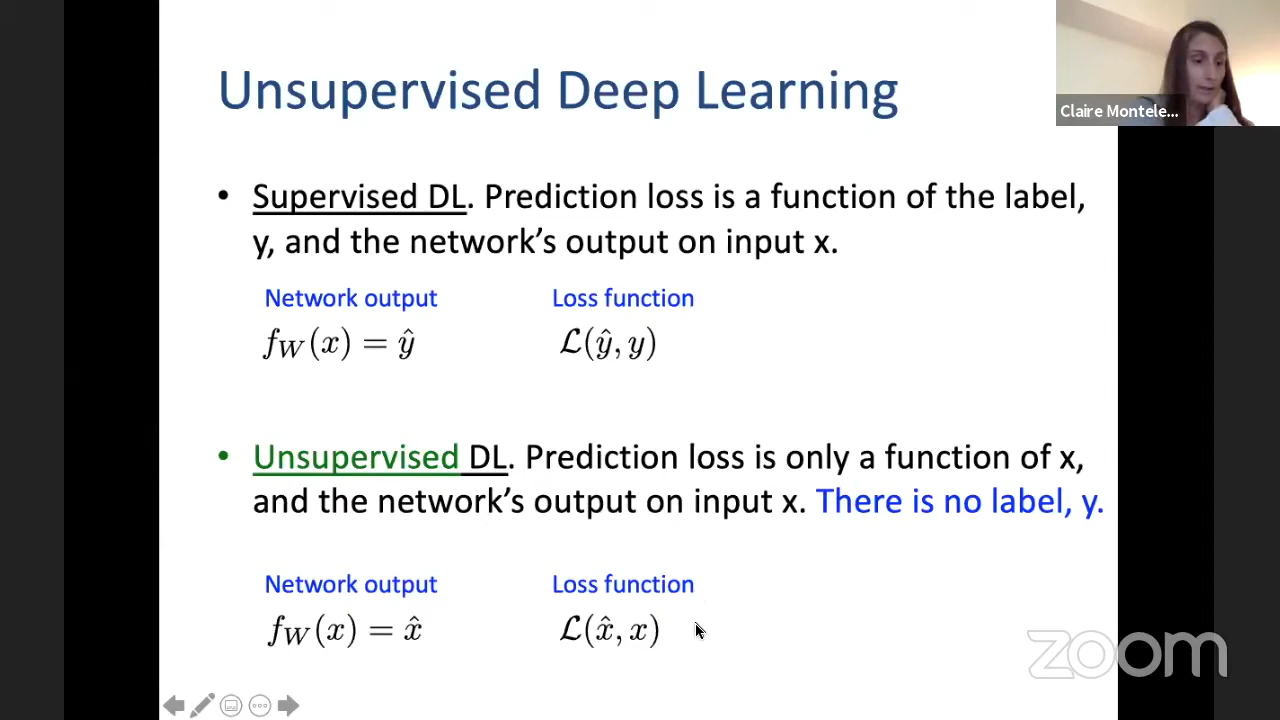 Unsupervised Deep Learning
Claire Montele...
• Supervised DL. Prediction loss is a function of the label,
y, and the network’s output on input x.
Network output Loss function
f_W(x) = ŷ ℒ(ŷ, y)
• Unsupervised DL. Prediction loss is only a function of x,
and the network’s output on input x. There is no label, y.
Network output Loss function
f_W(x) = x̂ ℒ(x̂, x)
zoom